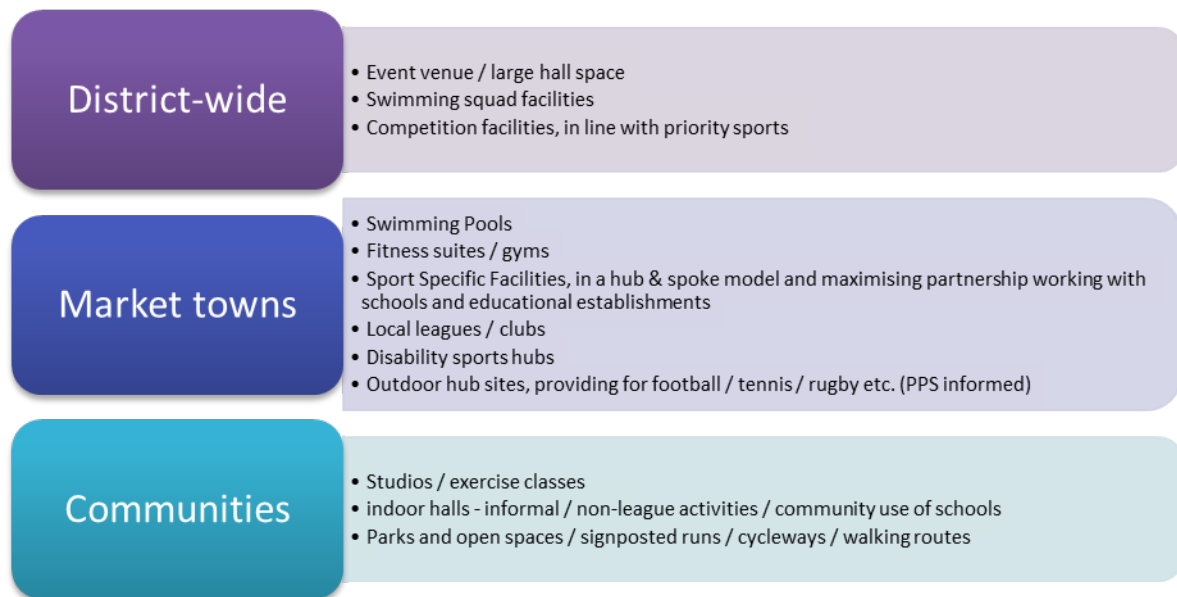 District-wide
• Event venue / large hall space
• Swimming squad facilities
• Competition facilities, in line with priority sports
Market towns
• Swimming Pools
• Fitness suites / gyms
• Sport Specific Facilities, in a hub & spoke model and maximising partnership working with
schools and educational establishments
• Local leagues / clubs
• Disability sports hubs
• Outdoor hub sites, providing for football / tennis / rugby etc. (PPS informed)
Communities
• Studios / exercise classes
• indoor halls - informal / non-league activities / community use of schools
• Parks and open spaces / signposted runs / cycleways / walking routes